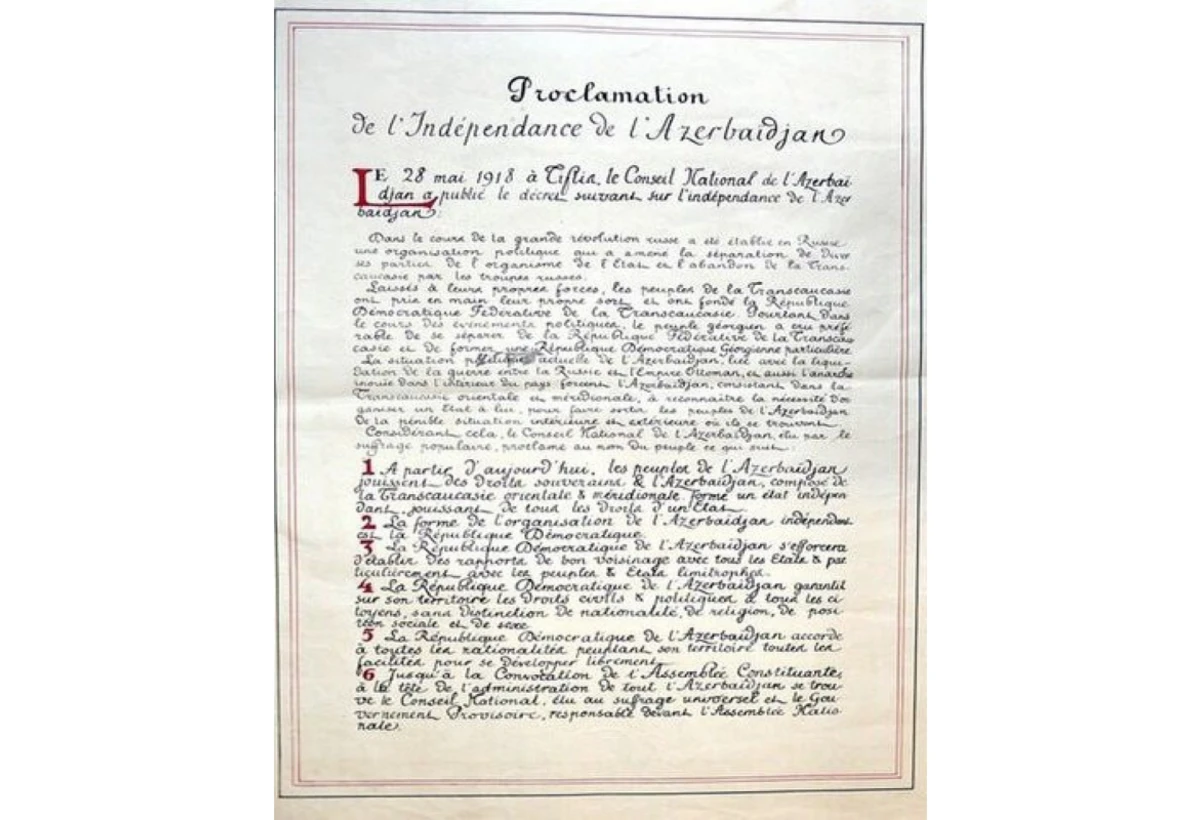 Proclamation
de l'Indépendance de l'Azerbaïdjan
LE 28 mai 1918 à Tiflis, le Conseil National de l'Azerbaï
djan a publié le décret suivant sur l'indépendance de l'Azer
baïdjan:
Dans le cours de la grande révolution russe a été établie en Russie
une organisation politique qui a amené la séparation de diver
ses parties de l'organisme de l'Etat et l'abandon de la Trans-
caucasie par les troupes russes.
Laissés à leurs propres forces, les peuples de la Transcaucasie
ont pris en main leur propre sort et ont fondé la République
Démocratique Fédérative de la Transcaucasie. Pourtant dans
le cours des évènements politiques, le peuple géorgien a cru préfé
rable de se séparer de la République Fédérative de la Transcau
casie et de former une République Démocratique Géorgienne particulière
La situation politique actuelle de l'Azerbaïdjan, liée avec la liqui-
dation de la guerre entre la Russie et l'Empire Ottoman, et aussi l'anarchie
inouïe dans l'intérieur du pays forcent l'Azerbaïdjan, consistant dans la
Transcaucasie orientale et méridionale, à reconnaître la nécessité d'or
ganiser un Etat à lui, pour faire sortir les peuples de l'Azerbaïdjan
de la pénible situation intérieure et extérieure où ils se trouvent.
Considérant cela, le Conseil National de l'Azerbaïdjan, élu par le
suffrage populaire, proclame au nom du peuple ce qui suit:
1 A partir d'aujourd'hui, les peuples de l'Azerbaïdjan
jouissent des droits souverains & l'Azerbaïdjan, composé de
la Transcaucasie orientale & méridionale forme un état indépen
dant, jouissant de tous les droits d'un Etat.
2 La forme de l'organisation de l'Azerbaïdjan indépendant
est la République Démocratique.
3 La République Démocratique de l'Azerbaïdjan s'efforcera
d'établir des rapports de bon voisinage avec tous les Etats & par
ticulièrement avec les peuples & Etats limitrophes.
4 La République Démocratique de l'Azerbaïdjan garantit
sur son territoire les droits civils & politiques à tous les ci
toyens, sans distinction de nationalité, de religion, de posi
tion sociale et de sexe
5 La République Démocratique de l'Azerbaïdjan accorde
à toutes les nationalités peuplant son territoire toutes les
facilités pour se développer librement
6 Jusqu'à la Convocation de l'Assemblée Constituante,
à la tête de l'administration de tout l'Azerbaïdjan se trou
ve le Conseil National, élu au suffrage universel et le Gou
vernement Provisoire, responsable devant l'Assemblée Natio
nale.